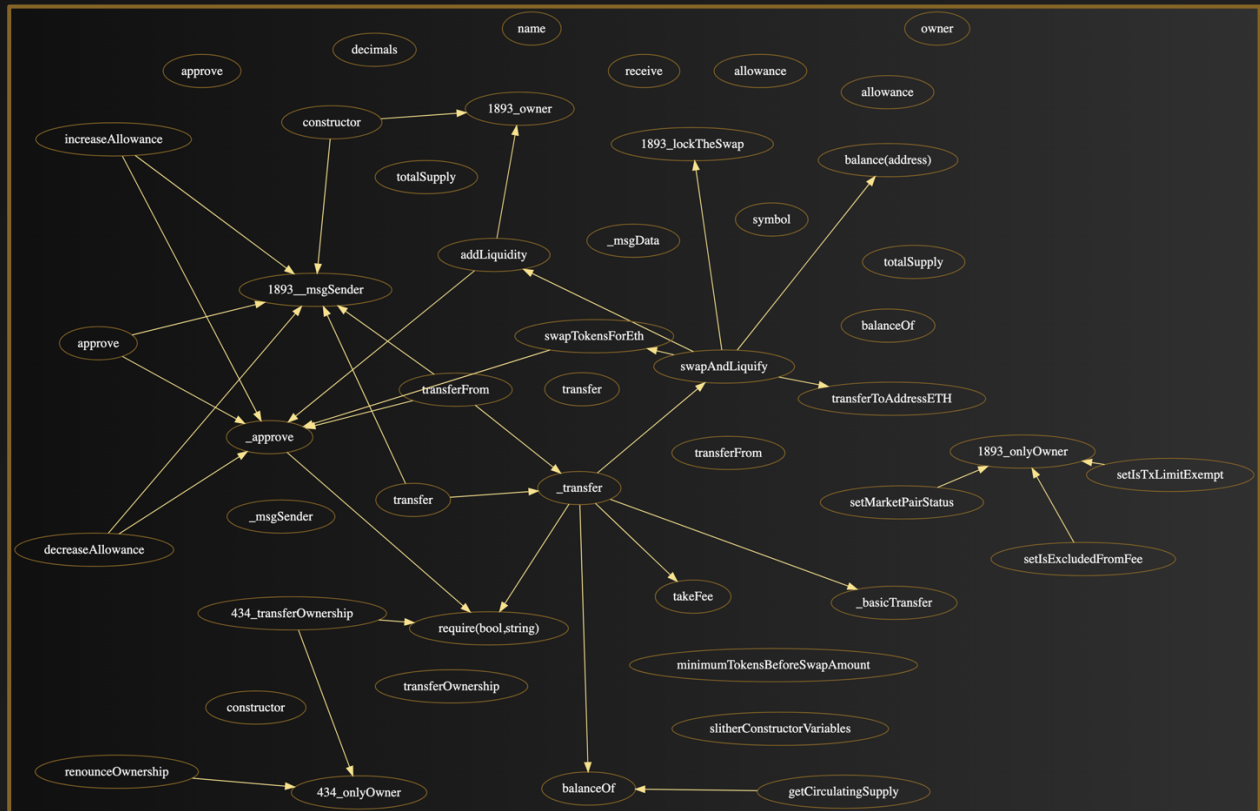 name
owner
decimals
approve
receive
allowance
allowance
1893_owner
constructor
increaseAllowance
1893_lockTheSwap
balance(address)
totalSupply
symbol
_msgData
addLiquidity
totalSupply
1893__msgSender
balanceOf
swapTokensForEth
approve
swapAndLiquify
transferFrom
transfer
transferToAddressETH
_approve
1893_onlyOwner
transferFrom
setIsTxLimitExempt
_transfer
transfer
setMarketPairStatus
_msgSender
decreaseAllowance
setIsExcludedFromFee
takeFee
_basicTransfer
434_transferOwnership
require(bool,string)
minimumTokensBeforeSwapAmount
transferOwnership
constructor
slitherConstructorVariables
renounceOwnership
balanceOf
434_onlyOwner
getCirculatingSupply